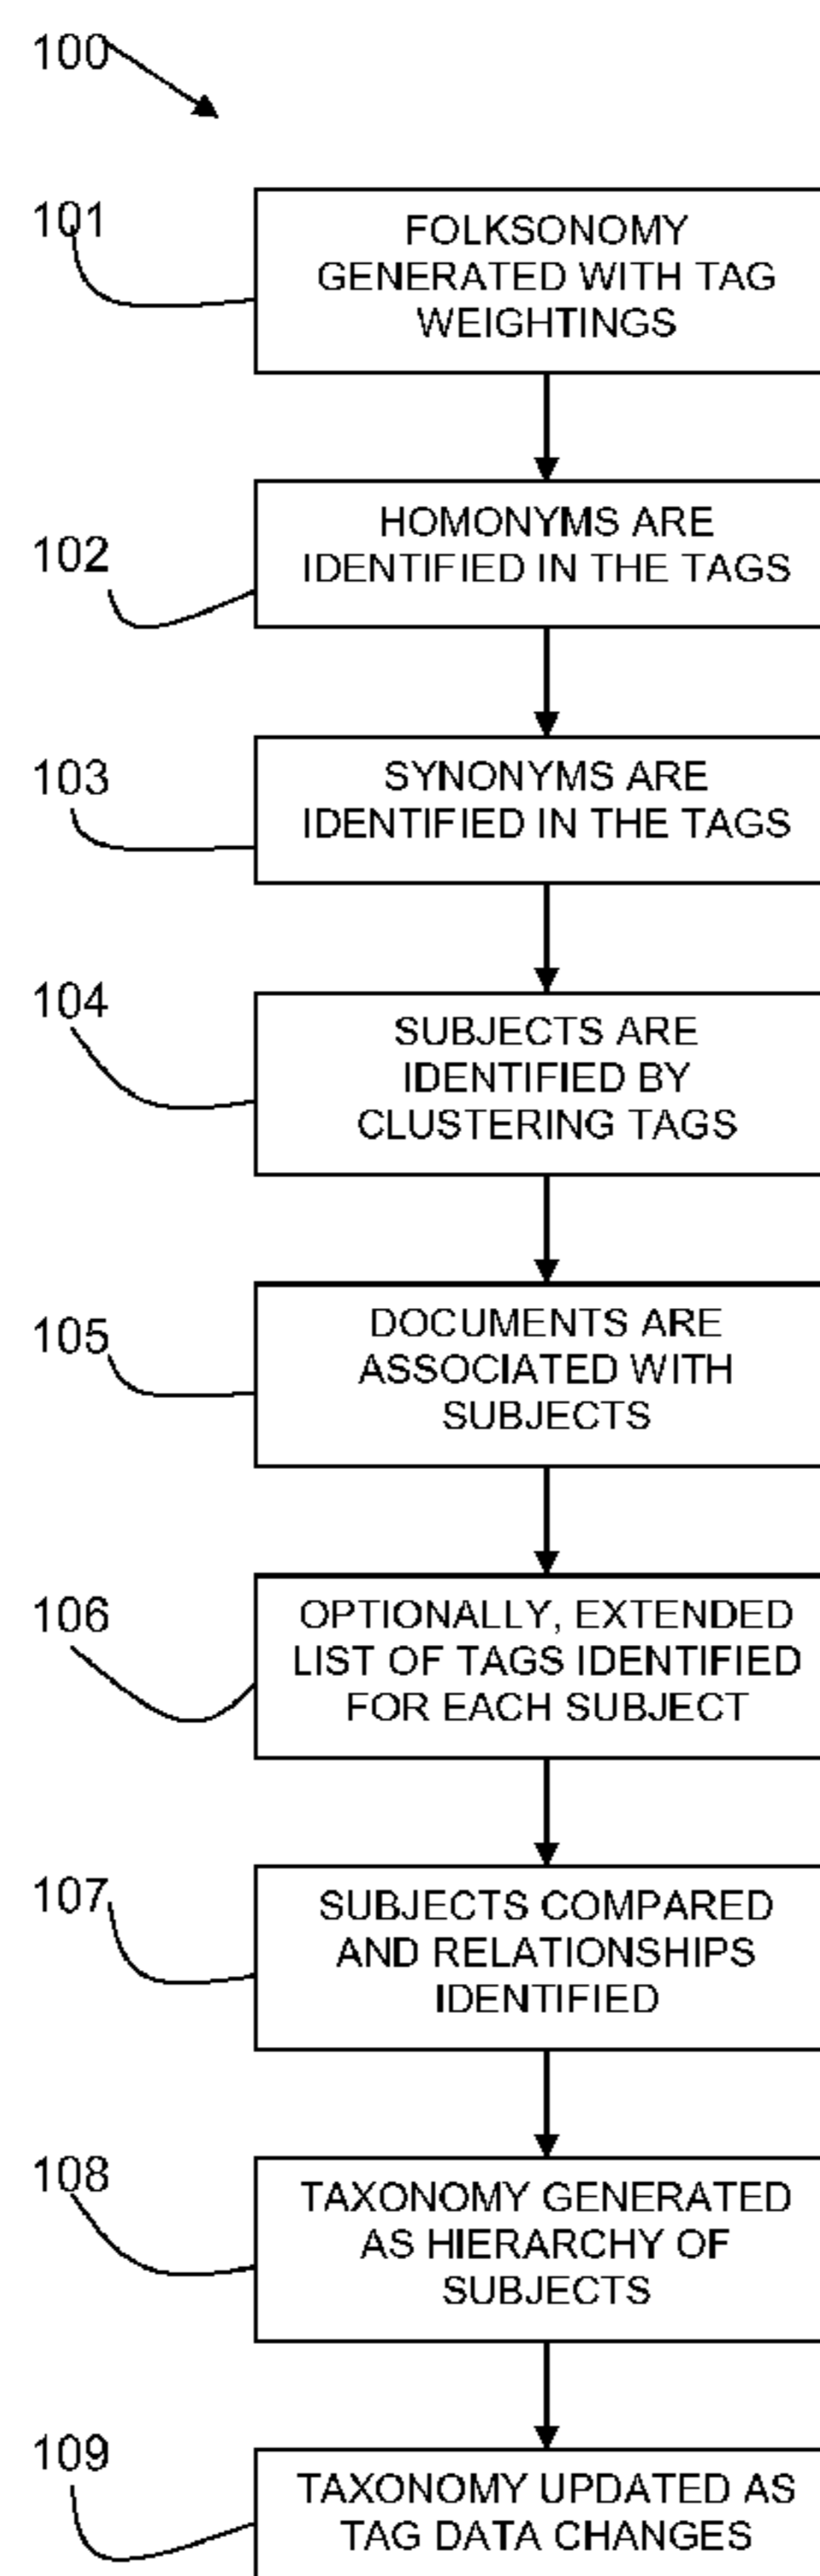 100
101
FOLKSONOMY
GENERATED WITH TAG
WEIGHTINGS
102
HOMONYMS ARE
IDENTIFIED IN THE TAGS
103
SYNONYMS ARE
IDENTIFIED IN THE TAGS
104
SUBJECTS ARE
IDENTIFIED BY
CLUSTERING TAGS
105
DOCUMENTS ARE
ASSOCIATED WITH
SUBJECTS
106
OPTIONALLY, EXTENDED
LIST OF TAGS IDENTIFIED
FOR EACH SUBJECT
107
SUBJECTS COMPARED
AND RELATIONSHIPS
IDENTIFIED
108
TAXONOMY GENERATED
AS HIERARCHY OF
SUBJECTS
109
TAXONOMY UPDATED AS
TAG DATA CHANGES